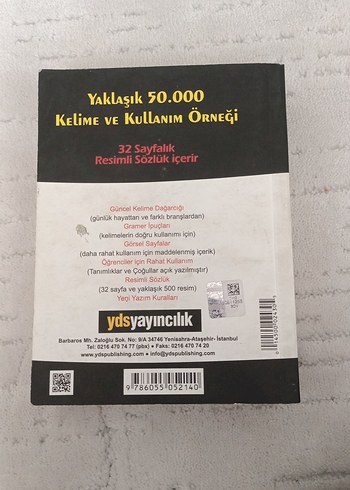 Yaklaşık 50.000
Kelime ve Kullanım Örneği
32 Sayfalık
Resimli Sözlük içerir
Güncel Kelime Dağarcığı
(günlük hayattan ve farklı branşlardan)
Gramer İpuçları
(kelimelerin doğru kullanımı için)
Görsel Sayfalar
(daha rahat kullanım için maddelenmiş içerik)
Öğrenciler için Rahat Kullanım
(Tanımlıklar ve Çoğullar açık yazılmıştır)
Resimli Sözlük
(32 sayfa ve yaklaşık 500 resim)
Yeni Yazım Kuralları
ydsyayıncılık
Barbaros Mh. Zaloğlu Sok. No: 9/A 34746 Yenisahra-Ataşehir- İstanbul
Tel: 0216 470 74 77 (pbx) • Faks: 0216 470 74 20
www.ydspublishing.com • info@ydspublishing.com
9 786055 052140